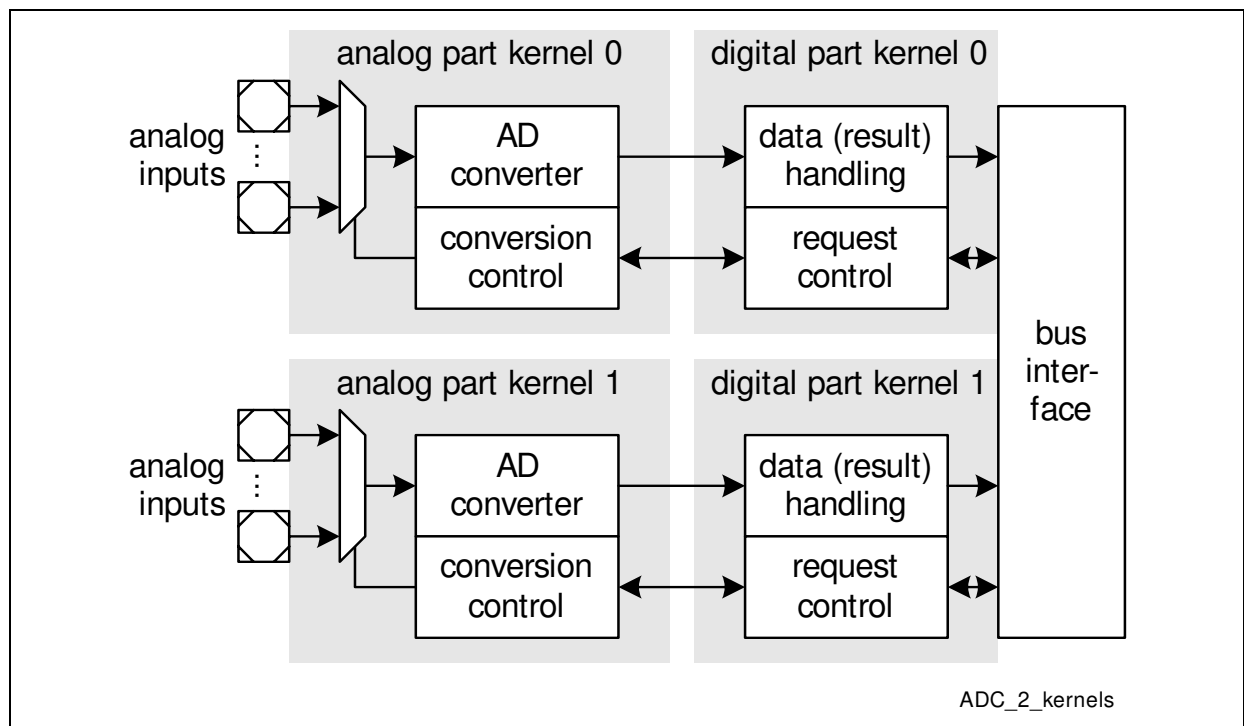 analog part kernel 0
digital part kernel 0
analog
inputs
...
AD
converter
data (result)
handling
conversion
control
request
control
bus
inter-
face
analog part kernel 1
digital part kernel 1
analog
inputs
...
AD
converter
data (result)
handling
conversion
control
request
control
ADC_2_kernels